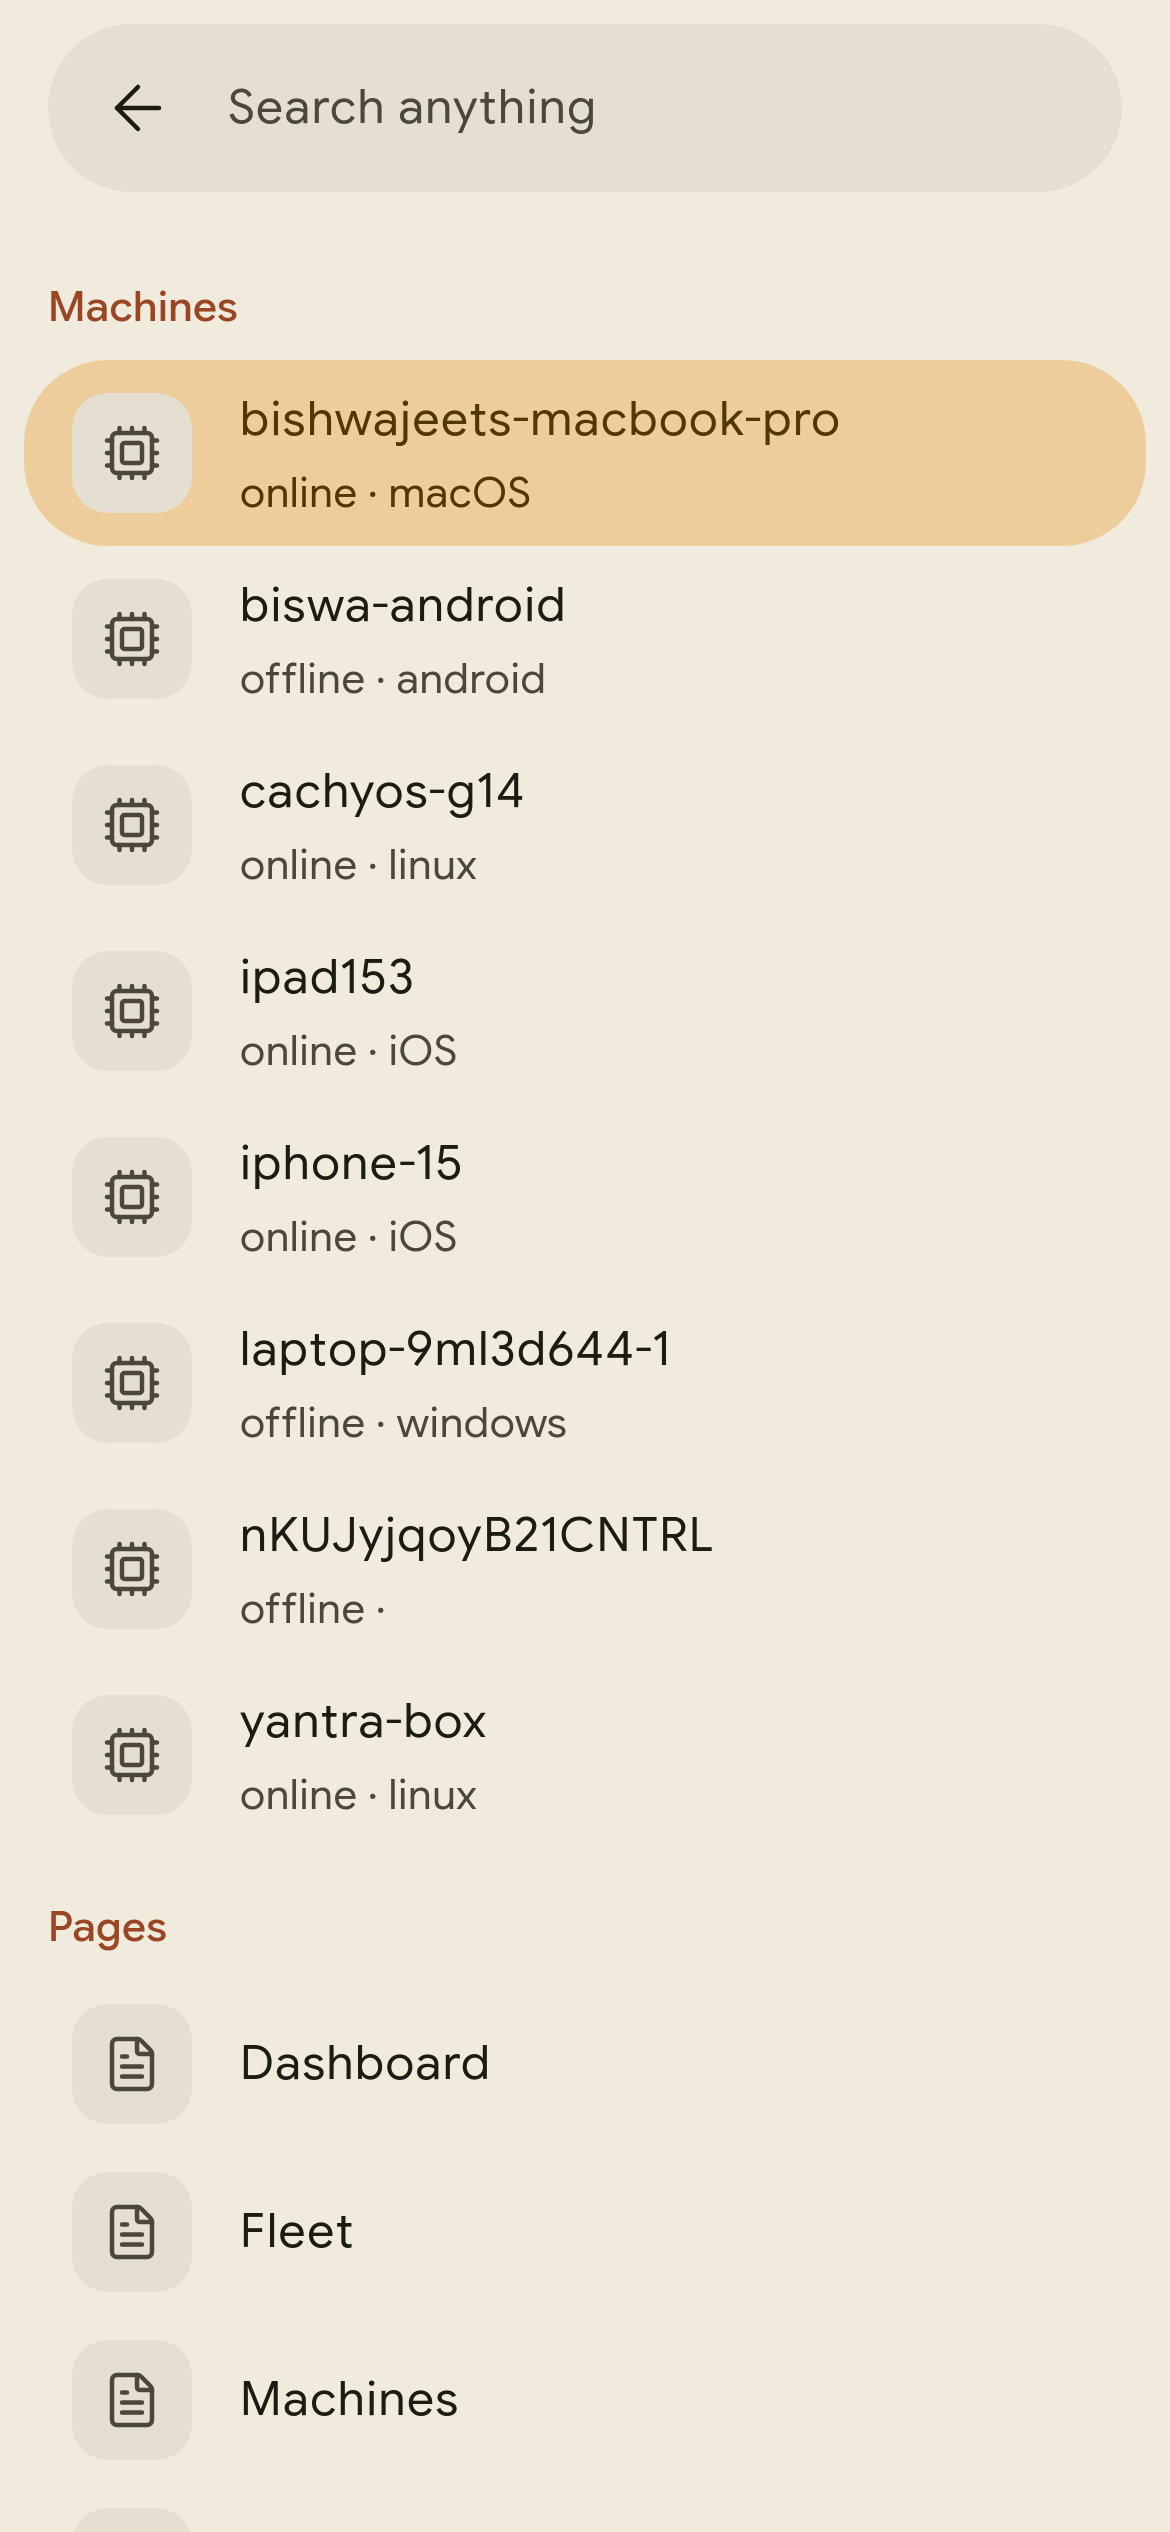 Search anything
Machines
bishwajeets-macbook-pro
online · macOS
biswa-android
offline · android
cachyos-g14
online · linux
ipad153
online · iOS
iphone-15
online · iOS
laptop-9ml3d644-1
offline · windows
nKUJyjqoyB21CNTRL
offline ·
yantra-box
online · linux
Pages
Dashboard
Fleet
Machines